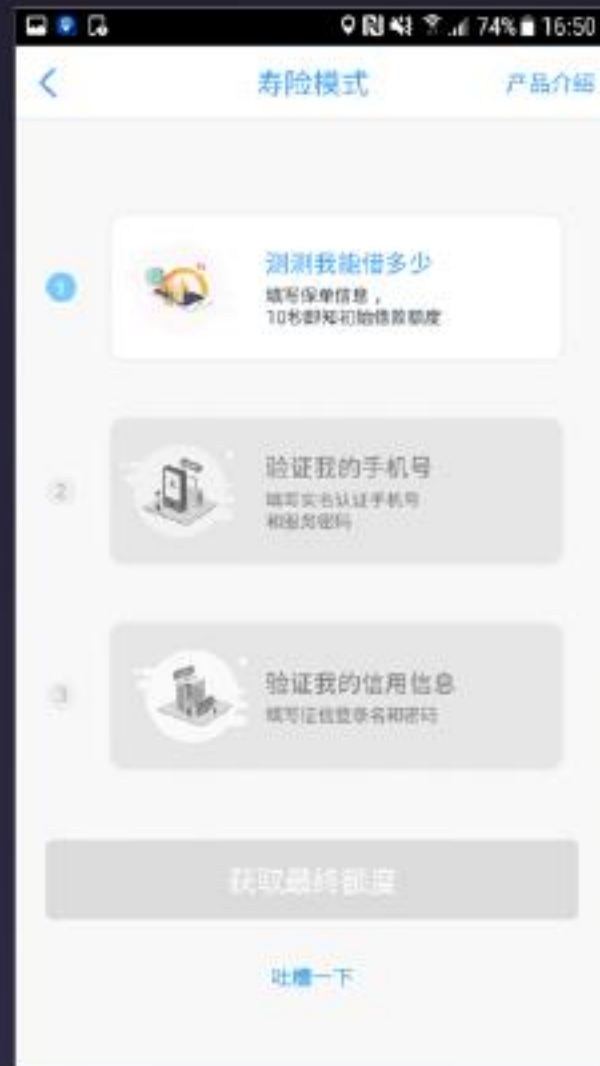 74% 16:50
寿险模式
产品介绍
1
测测我能借多少
填写保单信息，
10秒即知初始借款额度
2
验证我的手机号
填写实名认证手机号
和服务密码
3
验证我的信用信息
填写征信登录名和密码
获取最终额度
吐槽一下